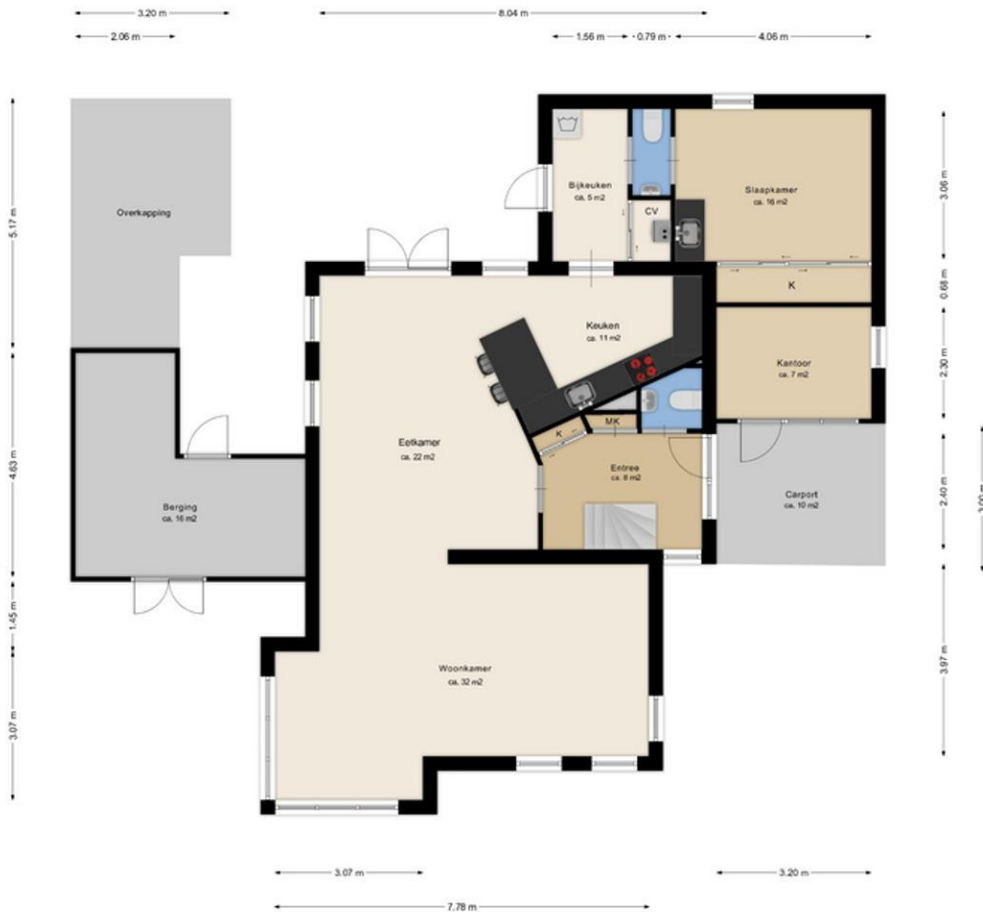 3.20 m
8.04 m
2.06 m
1.56 m
0.79 m
4.06 m
5.17 m
4.63 m
1.45 m
3.07 m
Overkapping
Bijkeuken
ca. 5 m2
CV
Slaapkamer
ca. 16 m2
K
3.06 m
0.68 m
2.30 m
2.40 m
3.97 m
3.00 m
Keuken
ca. 11 m2
Kantoor
ca. 7 m2
MK
K
Eetkamer
ca. 22 m2
Entree
ca. 8 m2
Berging
ca. 16 m2
Carport
ca. 10 m2
Woonkamer
ca. 32 m2
3.07 m
3.20 m
7.78 m